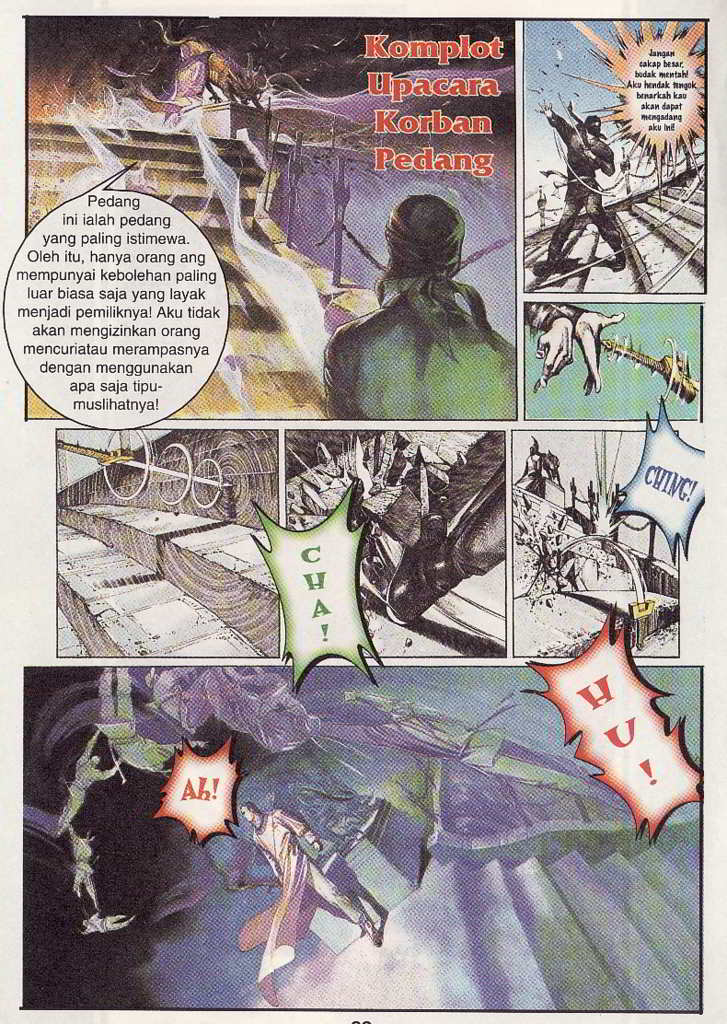 Komplot
Upacara
Korban
Pedang
Jangan
cakap besar,
budak mentah!
Aku hendak tengok
benarkah kau
akan dapat
mengadang
aku ini!
Pedang
ini ialah pedang
yang paling istimewa.
Oleh itu, hanya orang ang
mempunyai kebolehan paling
luar biasa saja yang layak
menjadi pemiliknya! Aku tidak
akan mengizinkan orang
mencuriatau merampasnya
dengan menggunakan
apa saja tipu-
muslihatnya!
CHING!
CHA!
HU!
Ah!